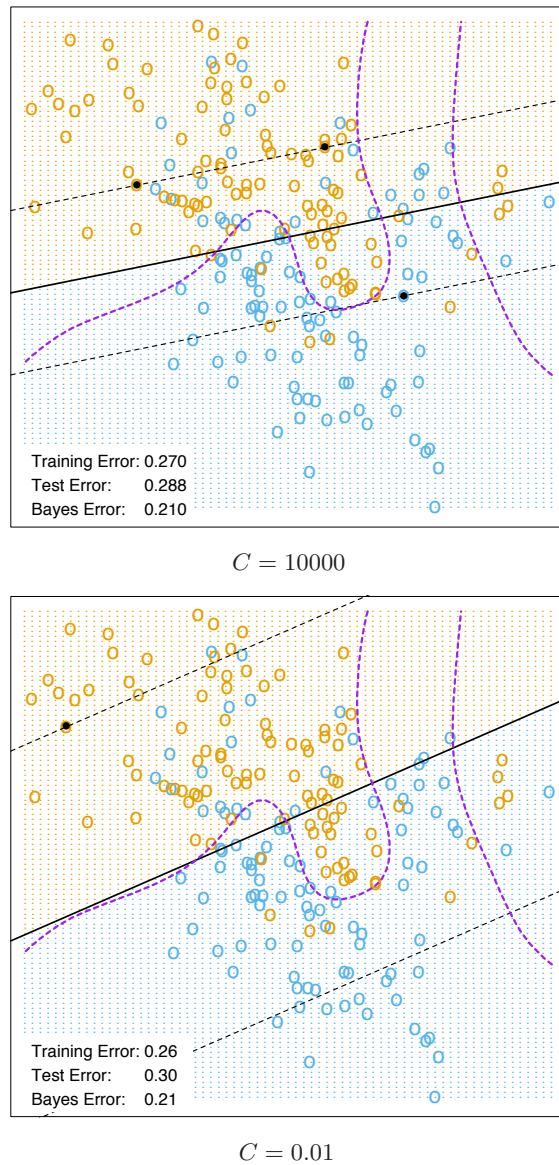 Training Error: 0.270
Test Error: 0.288
Bayes Error: 0.210
C = 10000
Training Error: 0.26
Test Error: 0.30
Bayes Error: 0.21
C = 0.01